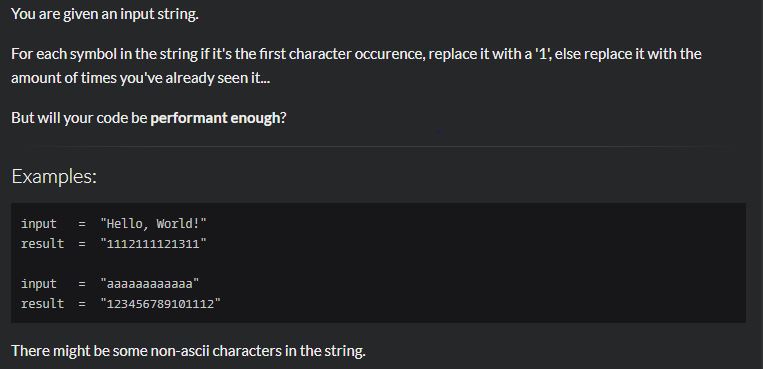 You are given an input string.
For each symbol in the string if it's the first character occurence, replace it with a '1', else replace it with the
amount of times you've already seen it...
But will your code be performant enough?
Examples:
input   =  "Hello, World!"
result  =  "1112111121311"
input   =  "aaaaaaaaaaaa"
result  =  "123456789101112"
There might be some non-ascii characters in the string.